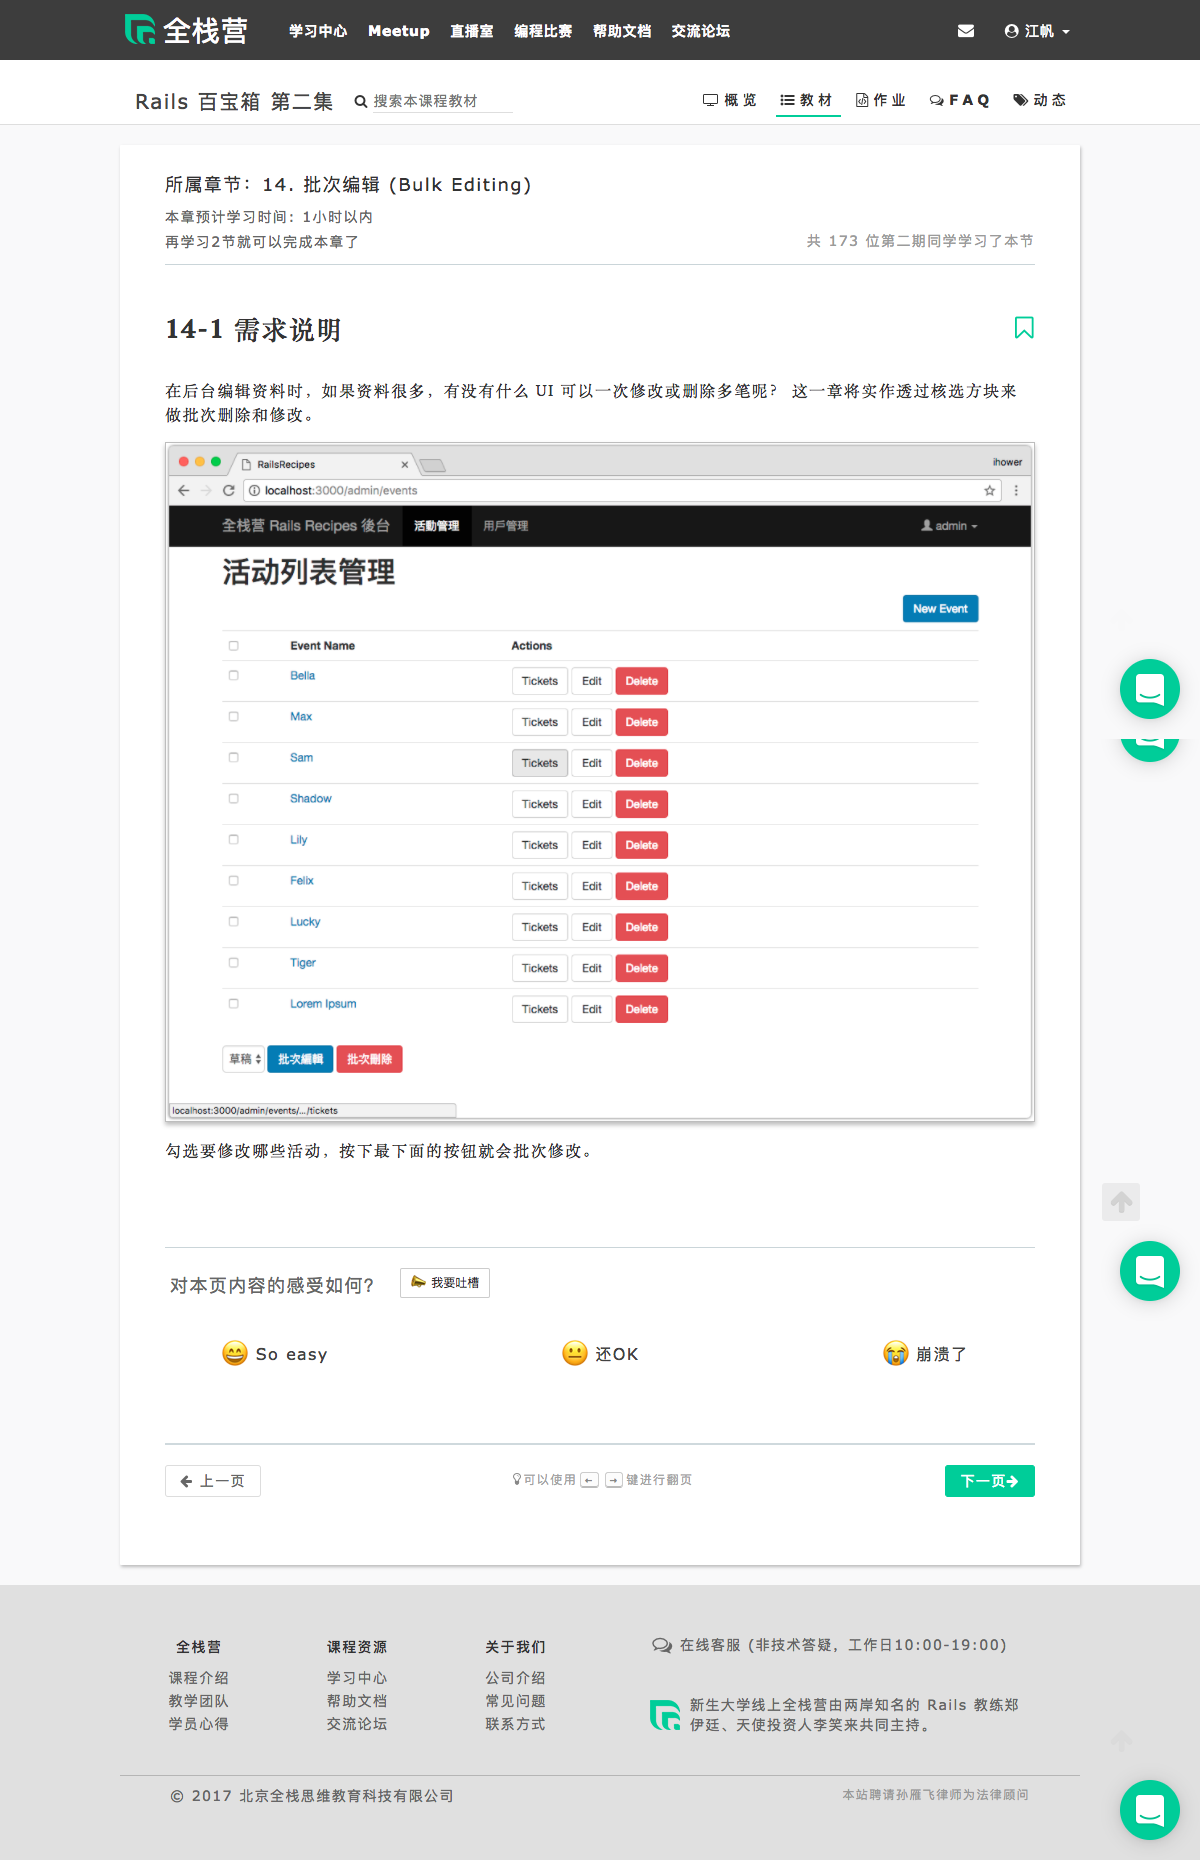 全栈营 学习中心 Meetup 直播室 编程比赛 帮助文档 交流论坛 江帆
Rails 百宝箱 第二集 搜索本课程教材 概览 教材 作业 FAQ 动态
所属章节：14. 批次编辑 (Bulk Editing)
本章预计学习时间：1小时以内
再学习2节就可以完成本章了 共 173 位第二期同学学习了本节
14-1 需求说明
在后台编辑资料时，如果资料很多，有没有什么 UI 可以一次修改或删除多笔呢？ 这一章将实作透过核选方块来
做批次删除和修改。
RailsRecipes ihower
localhost:3000/admin/events
全栈营 Rails Recipes 後台 活動管理 用戶管理 admin
活动列表管理
New Event
Event Name Actions
Bella Tickets Edit Delete
Max Tickets Edit Delete
Sam Tickets Edit Delete
Shadow Tickets Edit Delete
Lily Tickets Edit Delete
Felix Tickets Edit Delete
Lucky Tickets Edit Delete
Tiger Tickets Edit Delete
Lorem Ipsum Tickets Edit Delete
草稿 批次編輯 批次刪除
localhost:3000/admin/events/.../tickets
勾选要修改哪些活动，按下最下面的按钮就会批次修改。
对本页内容的感受如何? 我要吐槽
So easy 还OK 崩溃了
上一页 可以使用 ← → 键进行翻页 下一页
全栈营 课程资源 关于我们 在线客服 (非技术答疑，工作日10:00-19:00)
课程介绍 学习中心 公司介绍
教学团队 帮助文档 常见问题 新生大学线上全栈营由两岸知名的 Rails 教练郑
学员心得 交流论坛 联系方式 伊廷、天使投资人李笑来共同主持。
© 2017 北京全栈思维教育科技有限公司 本站聘请孙雁飞律师为法律顾问